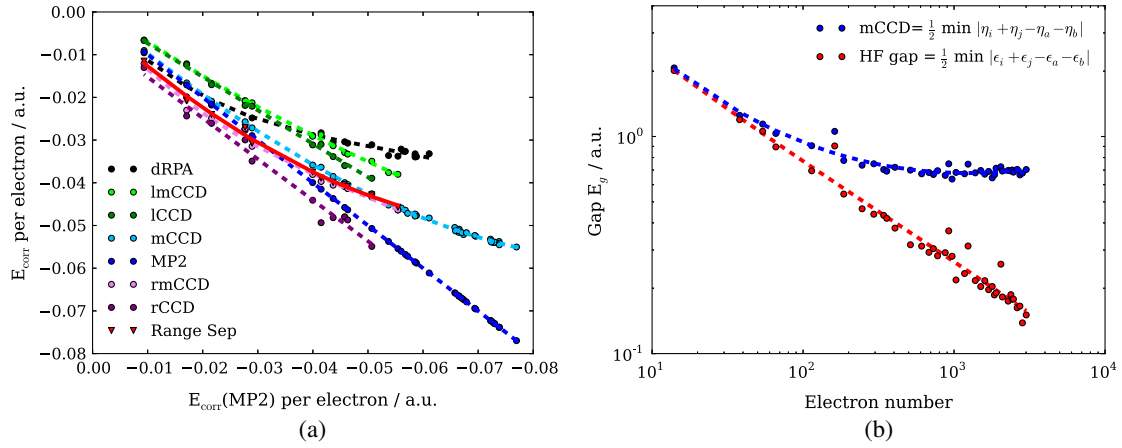 0.00
−0.01
−0.02
−0.03
−0.04
−0.05
−0.06
−0.07
−0.08
E_corr per electron / a.u.
dRPA
lmCCD
lCCD
mCCD
MP2
rmCCD
rCCD
Range Sep
0.00 −0.01 −0.02 −0.03 −0.04 −0.05 −0.06 −0.07 −0.08
E_corr(MP2) per electron / a.u.
(a)
mCCD= ½ min |η_i+η_j−η_a−η_b|
HF gap = ½ min |ϵ_i+ϵ_j−ϵ_a−ϵ_b|
10^0
10^-1
Gap E_g / a.u.
10^1 10^2 10^3 10^4
Electron number
(b)